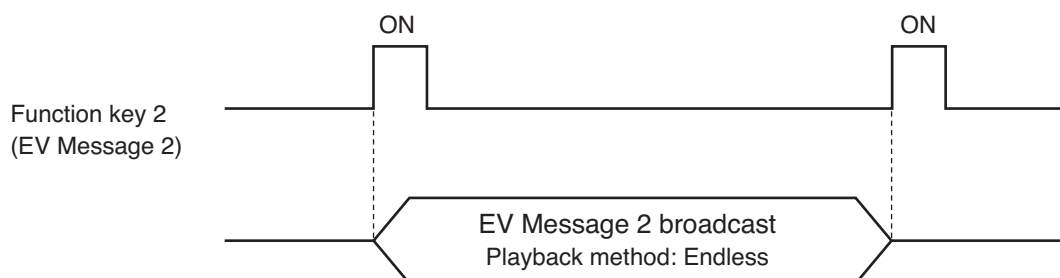 ON ON
Function key 2
(EV Message 2)
EV Message 2 broadcast
Playback method: Endless